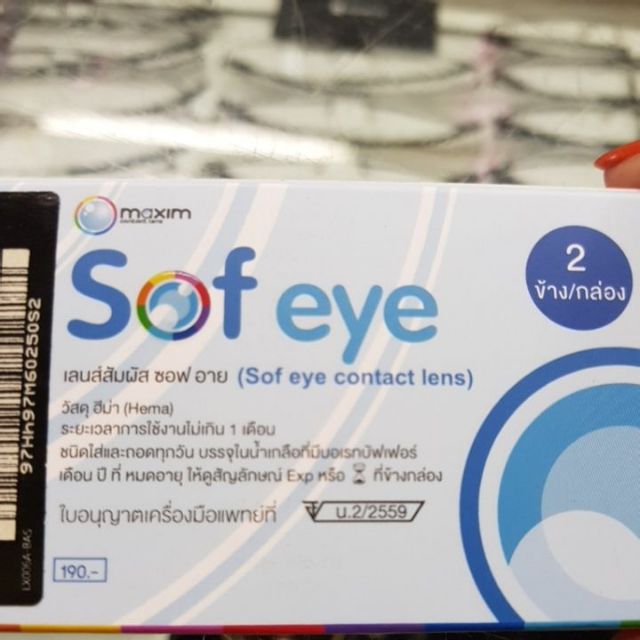 maxim
contact lens
Sof eye
2
ข้าง/กล่อง
เลนส์สัมผัส ซอฟ อาย (Sof eye contact lens)
วัสดุ ฮีม่า (Hema)
ระยะเวลาการใช้งานไม่เกิน 1 เดือน
ชนิดใส่และถอดทุกวัน บรรจุในน้ำเกลือที่มีบอเรทบัฟเฟอร์
เดือน ปี ที่ หมดอายุ ให้ดูสัญลักษณ์ Exp หรือ ที่ข้างกล่อง
ใบอนุญาตเครื่องมือแพทย์ที่ น.2/2559
190.-